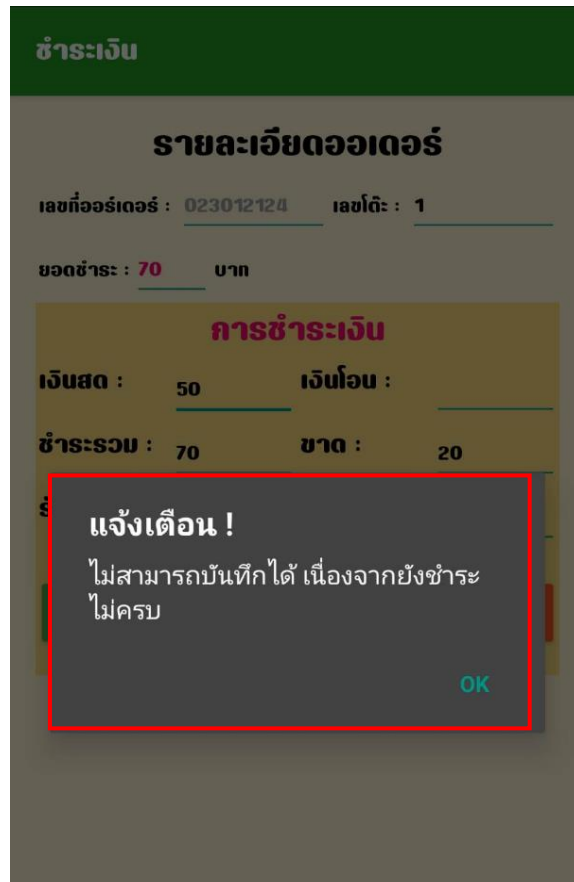 ชำระเงิน
รายละเอียดออเดอร์
เลขที่ออร์เดอร์ : 023012124 เลขโต๊ะ : 1
ยอดชำระ : 70 บาท
การชำระเงิน
เงินสด : 50 เงินโอน :
ชำระรวม : 70 ขาด : 20
แจ้งเตือน !
ไม่สามารถบันทึกได้ เนื่องจากยังชำระ
ไม่ครบ
OK